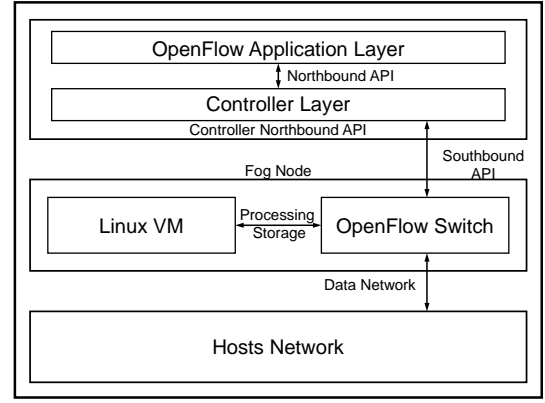 OpenFlow Application Layer
Northbound API
Controller Layer
Controller Northbound API
Southbound
API
Fog Node
Linux VM
Processing
Storage
OpenFlow Switch
Data Network
Hosts Network